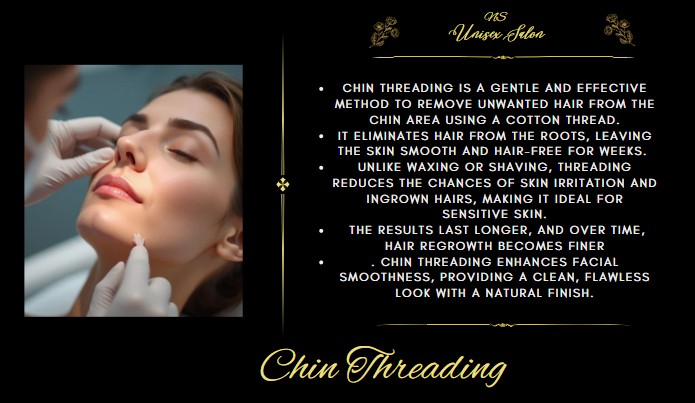 NS
Unisex Salon
• CHIN THREADING IS A GENTLE AND EFFECTIVE
METHOD TO REMOVE UNWANTED HAIR FROM THE
CHIN AREA USING A COTTON THREAD.
• IT ELIMINATES HAIR FROM THE ROOTS, LEAVING
THE SKIN SMOOTH AND HAIR-FREE FOR WEEKS.
• UNLIKE WAXING OR SHAVING, THREADING
REDUCES THE CHANCES OF SKIN IRRITATION AND
INGROWN HAIRS, MAKING IT IDEAL FOR
SENSITIVE SKIN.
• THE RESULTS LAST LONGER, AND OVER TIME,
HAIR REGROWTH BECOMES FINER
• . CHIN THREADING ENHANCES FACIAL
SMOOTHNESS, PROVIDING A CLEAN, FLAWLESS
LOOK WITH A NATURAL FINISH.
Chin Threading